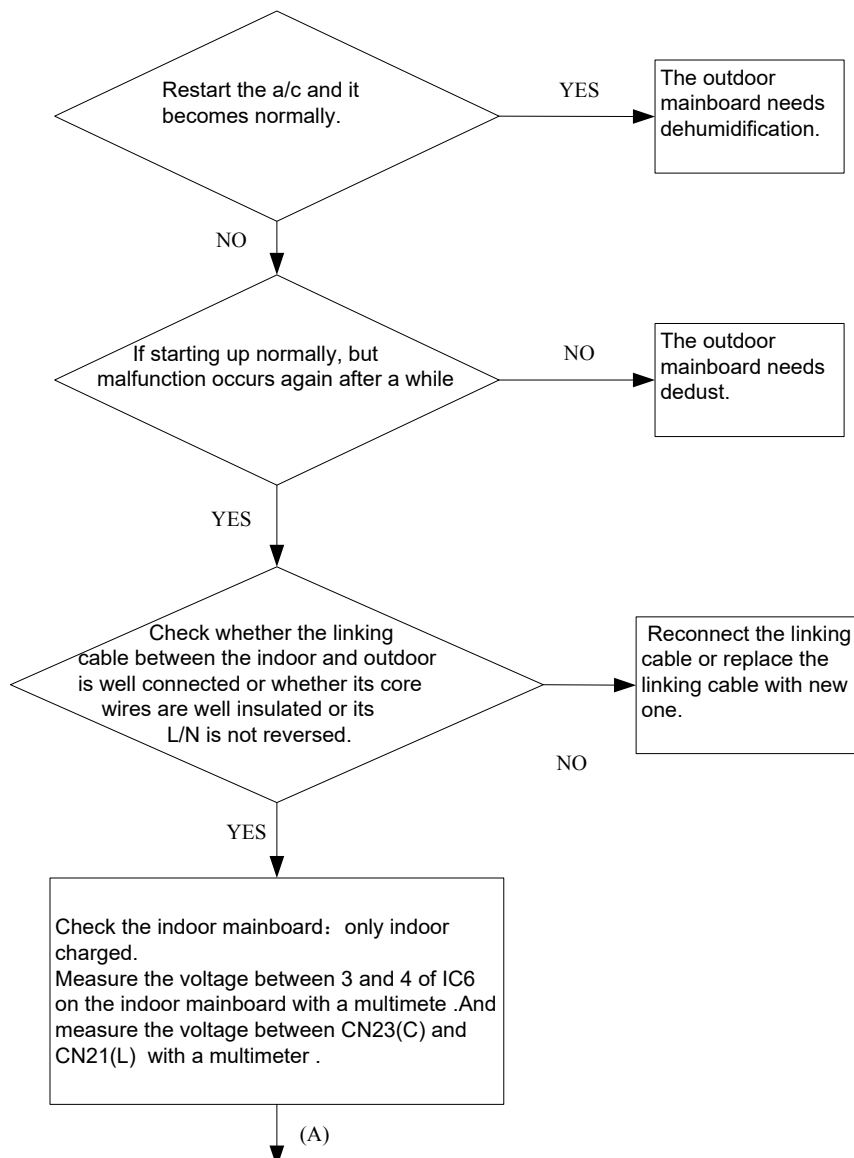 Restart the a/c and it
becomes normally.
YES
The outdoor
mainboard needs
dehumidification.
NO
If starting up normally, but
malfunction occurs again after a while
NO
The outdoor
mainboard needs
dedust.
YES
Check whether the linking
cable between the indoor and outdoor
is well connected or whether its core
wires are well insulated or its
L/N is not reversed.
Reconnect the linking
cable or replace the
linking cable with new
one.
NO
YES
Check the indoor mainboard：only indoor
charged.
Measure the voltage between 3 and 4 of IC6
on the indoor mainboard with a multimete .And
measure the voltage between CN23(C) and
CN21(L) with a multimeter .
(A)